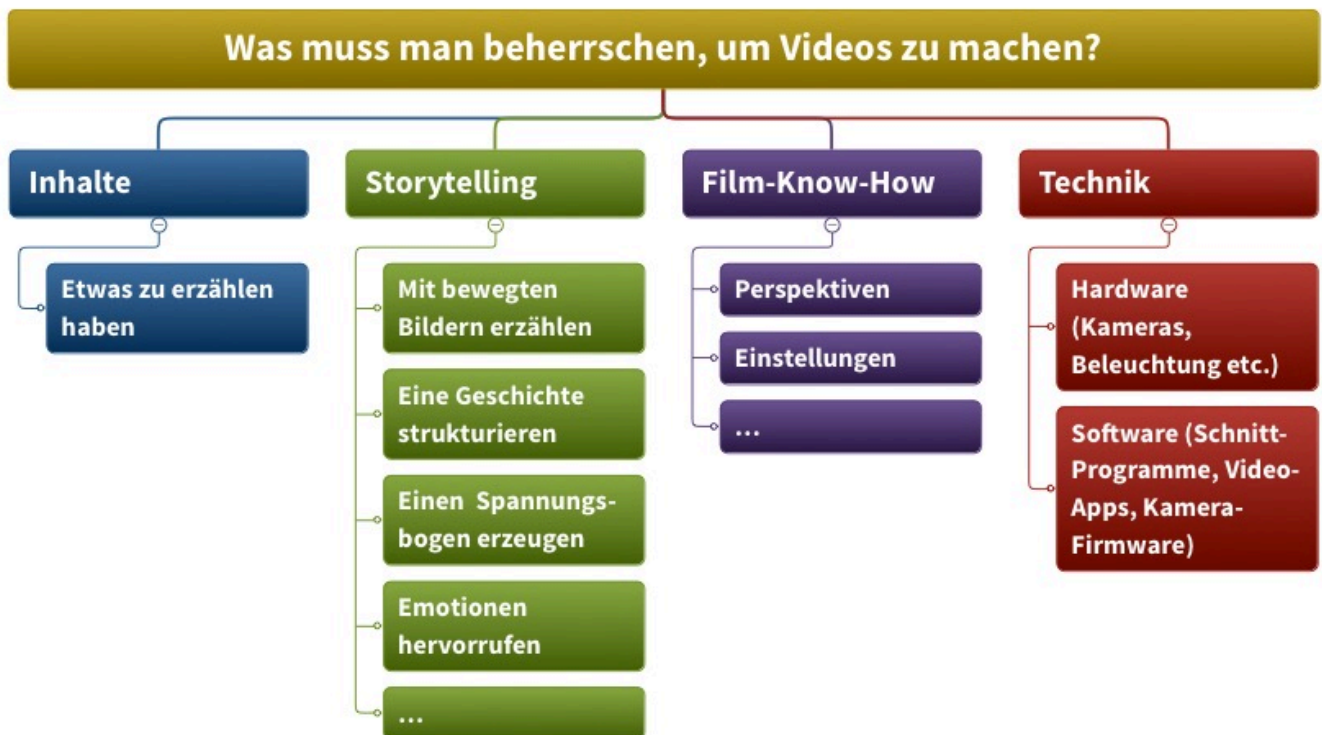 Was muss man beherrschen, um Videos zu machen?
Inhalte
Etwas zu erzählen
haben
Storytelling
Mit bewegten
Bildern erzählen
Eine Geschichte
strukturieren
Einen Spannungs-
bogen erzeugen
Emotionen
hervorrufen
...
Film-Know-How
Perspektiven
Einstellungen
...
Technik
Hardware
(Kameras,
Beleuchtung etc.)
Software (Schnitt-
Programme, Video-
Apps, Kamera-
Firmware)